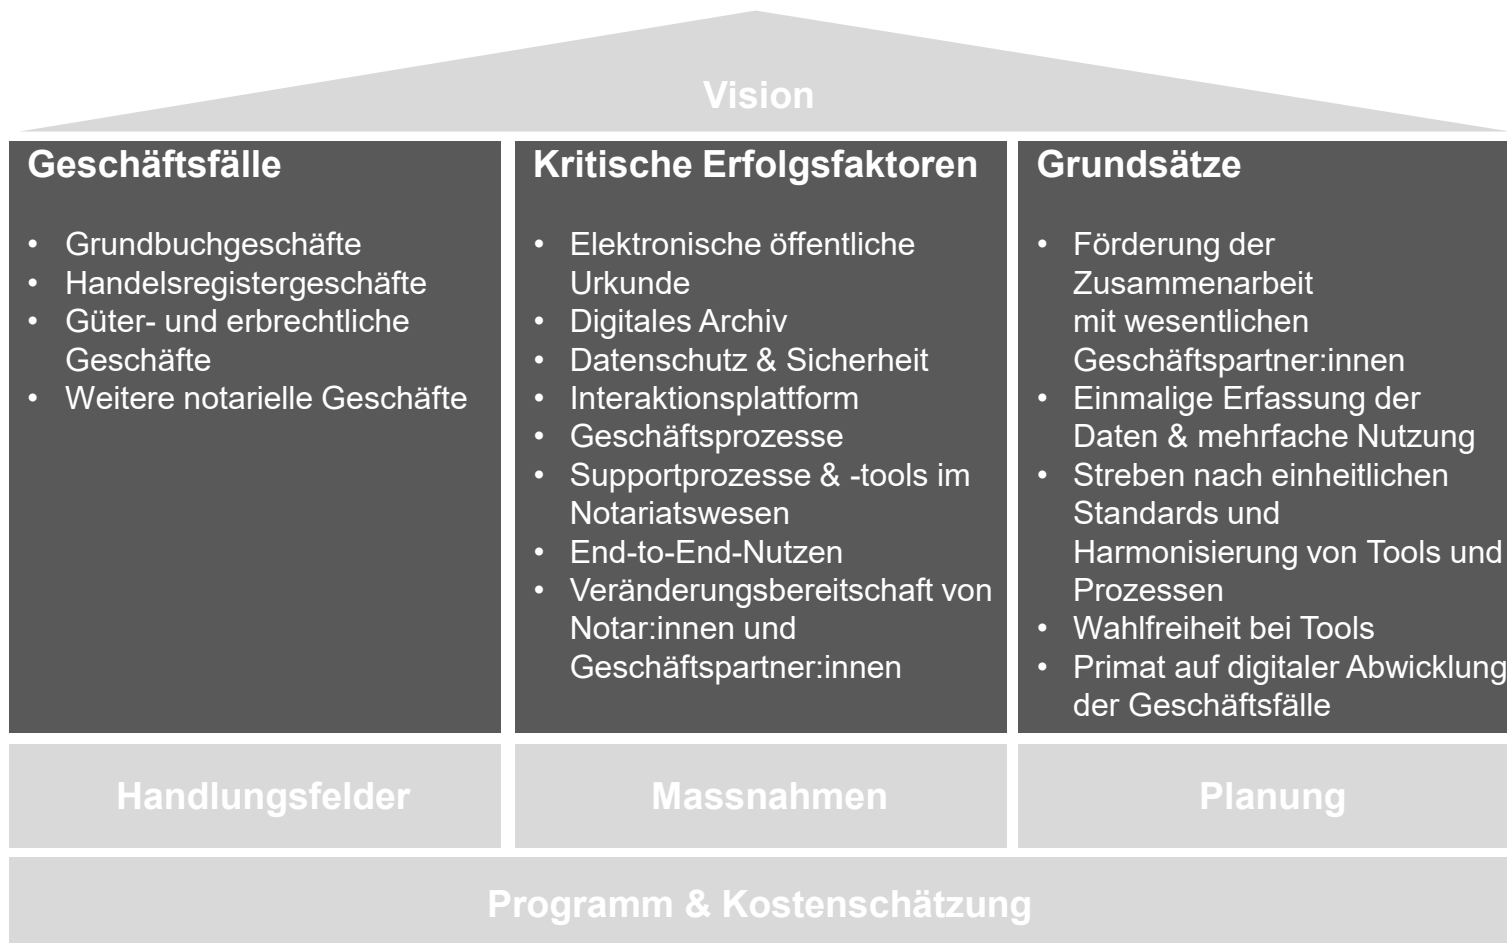 Vision
Geschäftsfälle
• Grundbuchgeschäfte
• Handelsregistergeschäfte
• Güter- und erbrechtliche
Geschäfte
• Weitere notarielle Geschäfte
Kritische Erfolgsfaktoren
• Elektronische öffentliche
Urkunde
• Digitales Archiv
• Datenschutz & Sicherheit
• Interaktionsplattform
• Geschäftsprozesse
• Supportprozesse & -tools im
Notariatswesen
• End-to-End-Nutzen
• Veränderungsbereitschaft von
Notar:innen und
Geschäftspartner:innen
Grundsätze
• Förderung der
Zusammenarbeit
mit wesentlichen
Geschäftspartner:innen
• Einmalige Erfassung der
Daten & mehrfache Nutzung
• Streben nach einheitlichen
Standards und
Harmonisierung von Tools und
Prozessen
• Wahlfreiheit bei Tools
• Primat auf digitaler Abwicklung
der Geschäftsfälle
Handlungsfelder
Massnahmen
Planung
Programm & Kostenschätzung